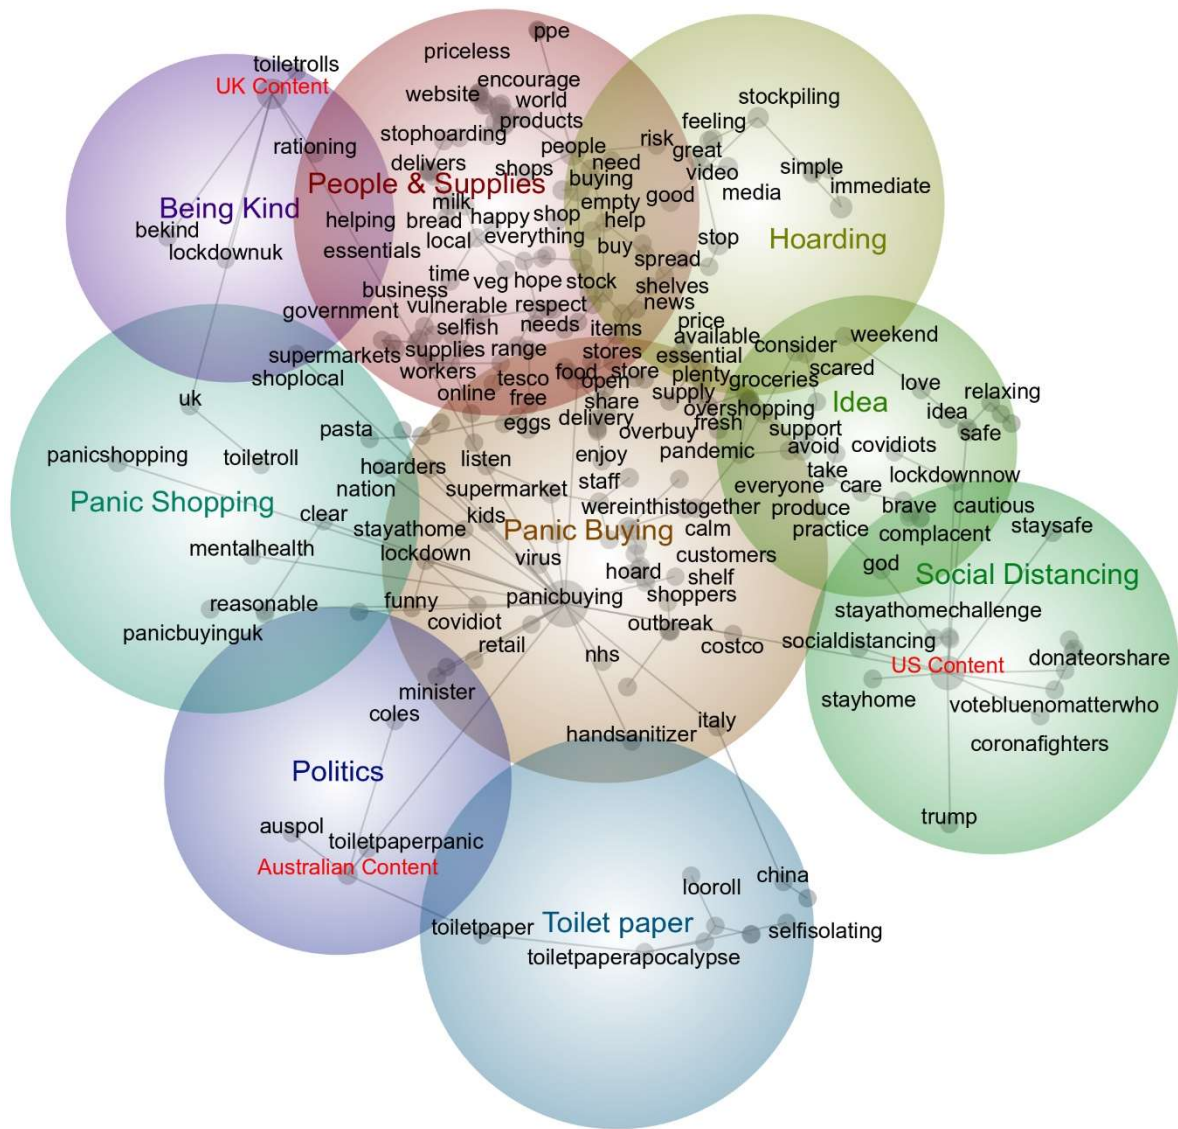 ppe
priceless
toiletrolls
encourage
UK Content
website
world
stockpiling
products
feeling
stophoarding
rationing
people
risk
great
delivers
shops
need
video
simple
People & Supplies
buying
good
media
immediate
Being Kind
milk
empty
helping
bread
happy
shop
help
bekind
local
everything
stop
Hoarding
lockdownuk
essentials
buy
spread
time
veg
hope
stock
shelves
business
news
government
vulnerable
respect
selfish
needs
items
price
available
weekend
supermarkets
supplies
range
stores
essential
consider
workers
food
store
plenty
scared
shoplocal
tesco
open
groceries
love
relaxing
online
free
share
supply
uk
overshopping
Idea
idea
eggs
delivery
fresh
support
safe
pasta
overbuy
panicshopping
toiletroll
hoarders
listen
enjoy
pandemic
avoid
covidiots
take
lockdownnow
nation
supermarket
staff
everyone
care
Panic Shopping
clear
kids
wereinthistogether
produce
brave
cautious
stayathome
Panic Buying
calm
practice
complacent
staysafe
mentalhealth
lockdown
virus
customers
god
hoard
shelf
Social Distancing
reasonable
funny
panicbuying
shoppers
stayathomechallenge
panicbuyinguk
covidiot
outbreak
retail
costco
socialdistancing
nhs
US Content
donateorshare
minister
stayhome
votebluenomatterwho
coles
italy
handsanitizer
coronafighters
Politics
trump
auspol
toiletpaperpanic
Australian Content
looroll
china
toiletpaper
Toilet paper
selfisolating
toiletpaperapocalypse